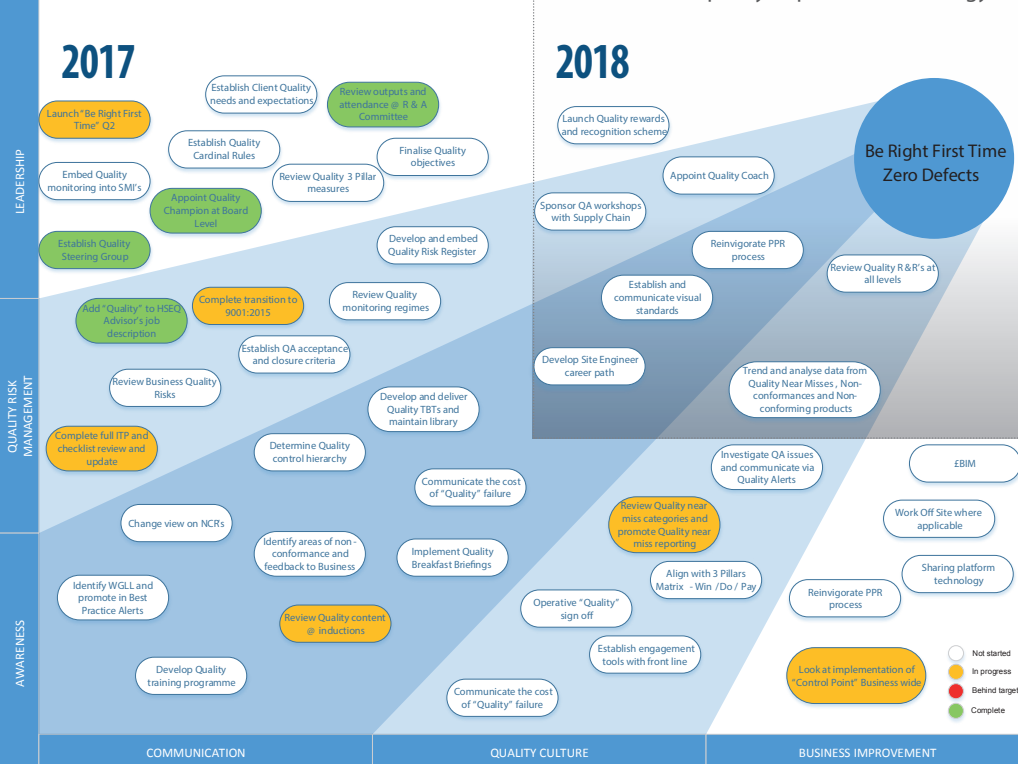 2017
2018
Launch "Be Right First
Time" Q2
Establish Client Quality
needs and expectations
Review outputs and
attendance @ R & A
Committee
Establish Quality
Cardinal Rules
Finalise Quality
objectives
Embed Quality
monitoring into SMI's
Review Quality 3 Pillar
measures
Appoint Quality
Champion at Board
Level
Establish Quality
Steering Group
Develop and embed
Quality Risk Register
Launch Quality rewards
and recognition scheme
Appoint Quality Coach
Sponsor QA workshops
with Supply Chain
Reinvigorate PPR
process
Review Quality R&R's at
all levels
Establish and
communicate visual
standards
Be Right First Time
Zero Defects
LEADERSHIP
Add "Quality" to HSEQ
Advisor's job
description
Complete transition to
9001:2015
Review Quality
monitoring regimes
Establish QA acceptance
and closure criteria
Review Business Quality
Risks
Develop and deliver
Quality TBTs and
maintain library
Complete full ITP and
checklist review and
update
Determine Quality
control hierarchy
Communicate the cost
of "Quality" failure
Develop Site Engineer
career path
Trend and analyse data from
Quality Near Misses , Non-
conformances and Non-
conforming products
QUALITY RISK
MANAGEMENT
Investigate QA issues
and communicate via
Quality Alerts
£BIM
Review Quality near
miss categories and
promote Quality near
miss reporting
Work Off Site where
applicable
Change view on NCRs
Identify areas of non-
conformance and
feedback to Business
Implement Quality
Breakfast Briefings
Align with 3 Pillars
Matrix - Win /Do / Pay
Sharing platform
technology
Identify WGLL and
promote in Best
Practice Alerts
Operative "Quality"
sign off
Reinvigorate PPR
process
Review Quality content
@ inductions
Establish engagement
tools with front line
Develop Quality
training programme
Communicate the cost
of "Quality" failure
Look at implementation of
"Control Point" Business wide
AWARENESS
Not started
In progress
Behind target
Complete
COMMUNICATION
QUALITY CULTURE
BUSINESS IMPROVEMENT